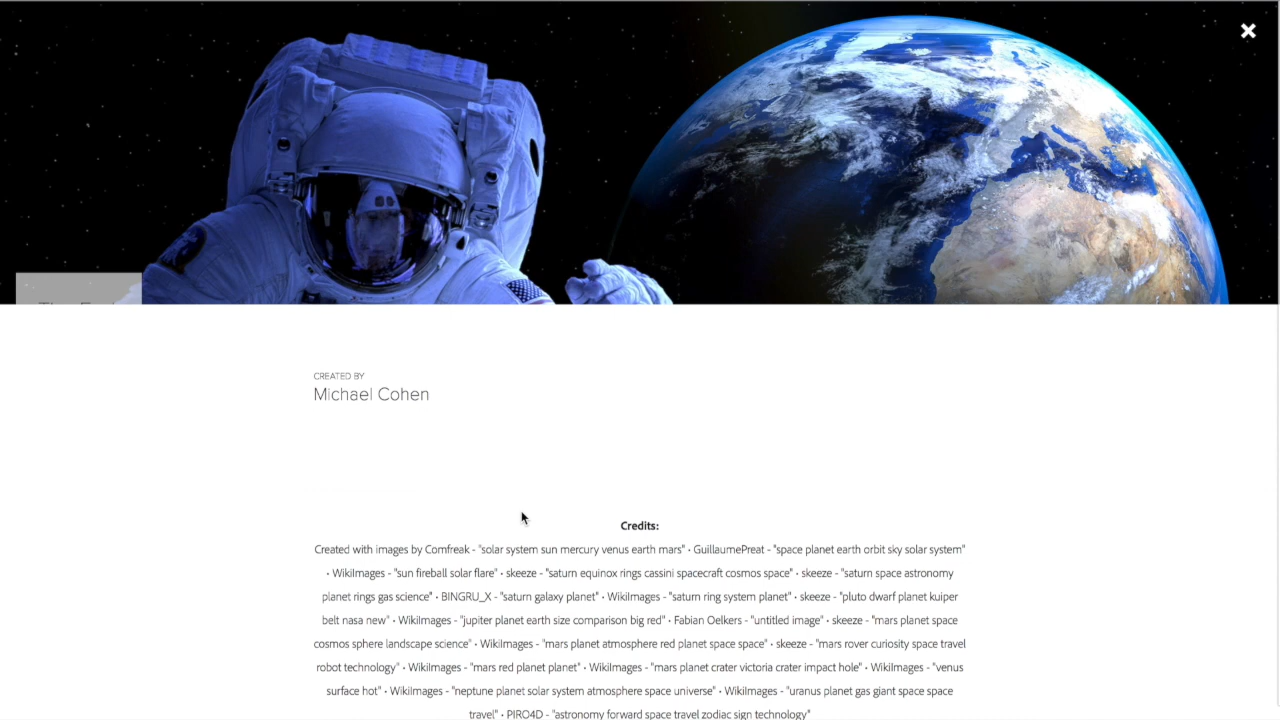 CREATED BY
Michael Cohen
Credits:
Created with images by Comfreak - "solar system sun mercury venus earth mars" • GuillaumePreat - "space planet earth orbit sky solar system"
• WikiImages - "sun fireball solar flare" • skeeze - "saturn equinox rings cassini spacecraft cosmos space" • skeeze - "saturn space astronomy
planet rings gas science" • BINGRU_X - "saturn galaxy planet" • WikiImages - "saturn ring system planet" • skeeze - "pluto dwarf planet kuiper
belt nasa new" • WikiImages - "jupiter planet earth size comparison big red" • Fabian Oelkers - "untitled image" • skeeze - "mars planet space
cosmos sphere landscape science" • WikiImages - "mars planet atmosphere red planet space space" • skeeze - "mars rover curiosity space travel
robot technology" • WikiImages - "mars red planet planet" • WikiImages - "mars planet crater victoria crater impact hole" • WikiImages - "venus
surface hot" • WikiImages - "neptune planet solar system atmosphere space universe" • WikiImages - "uranus planet gas giant space space
travel" • PIRO4D - "astronomy forward space travel zodiac sign technology"